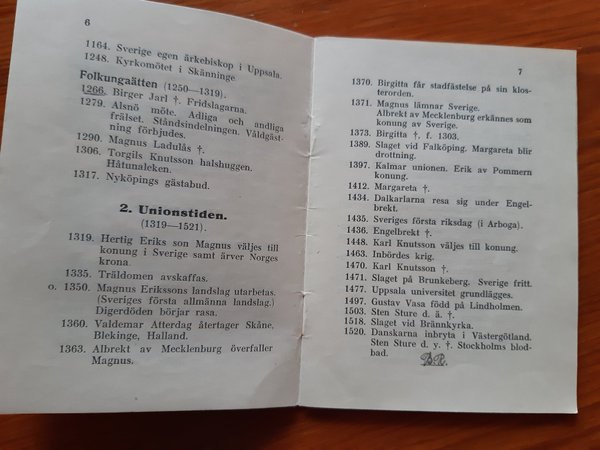 6
1164. Sverige egen ärkebiskop i Uppsala.
1248. Kyrkomötet i Skänninge
Folkungaätten (1250—1319).
1266. Birger Jarl †. Fridslagarna.
1279. Alsnö möte. Adliga och andliga
frälset. Ståndsindelningen. Våldgäst-
ning förbjudes.
1290. Magnus Ladulås †.
1306. Torgils Knutsson halshuggen.
Håtunaleken.
1317. Nyköpings gästabud.
2. Unionstiden.
(1319—1521).
1319. Hertig Eriks son Magnus väljes till
konung i Sverige samt ärver Norges
krona.
1335. Träldomen avskaffas.
o. 1350. Magnus Erikssons landslag utarbetas.
(Sveriges första allmänna landslag.)
Digerdöden börjar rasa.
1360. Valdemar Atterdag återtager Skåne,
Blekinge, Halland.
1363. Albrekt av Mecklenburg överfaller
Magnus.
7
1370. Birgitta får stadfästelse på sin klos-
terorden.
1371. Magnus lämnar Sverige.
Albrekt av Mecklenburg erkännes som
konung av Sverige.
1373. Birgitta †, f. 1303.
1389. Slaget vid Falköping. Margareta blir
drottning.
1397. Kalmar unionen. Erik av Pommern
konung.
1412. Margareta †.
1434. Dalkarlarna resa sig under Engel-
brekt.
1435. Sveriges första riksdag (i Arboga).
1436. Engelbrekt †.
1448. Karl Knutsson väljes till konung.
1463. Inbördes krig.
1470. Karl Knutsson †.
1471. Slaget på Brunkeberg. Sverige fritt.
1477. Uppsala universitet grundlägges.
1497. Gustav Vasa född på Lindholmen.
1503. Sten Sture d. ä. †.
1518. Slaget vid Brännkyrka.
1520. Danskarna inbryta i Västergötland.
Sten Sture d. y. †. Stockholms blod-
bad.
B.R.